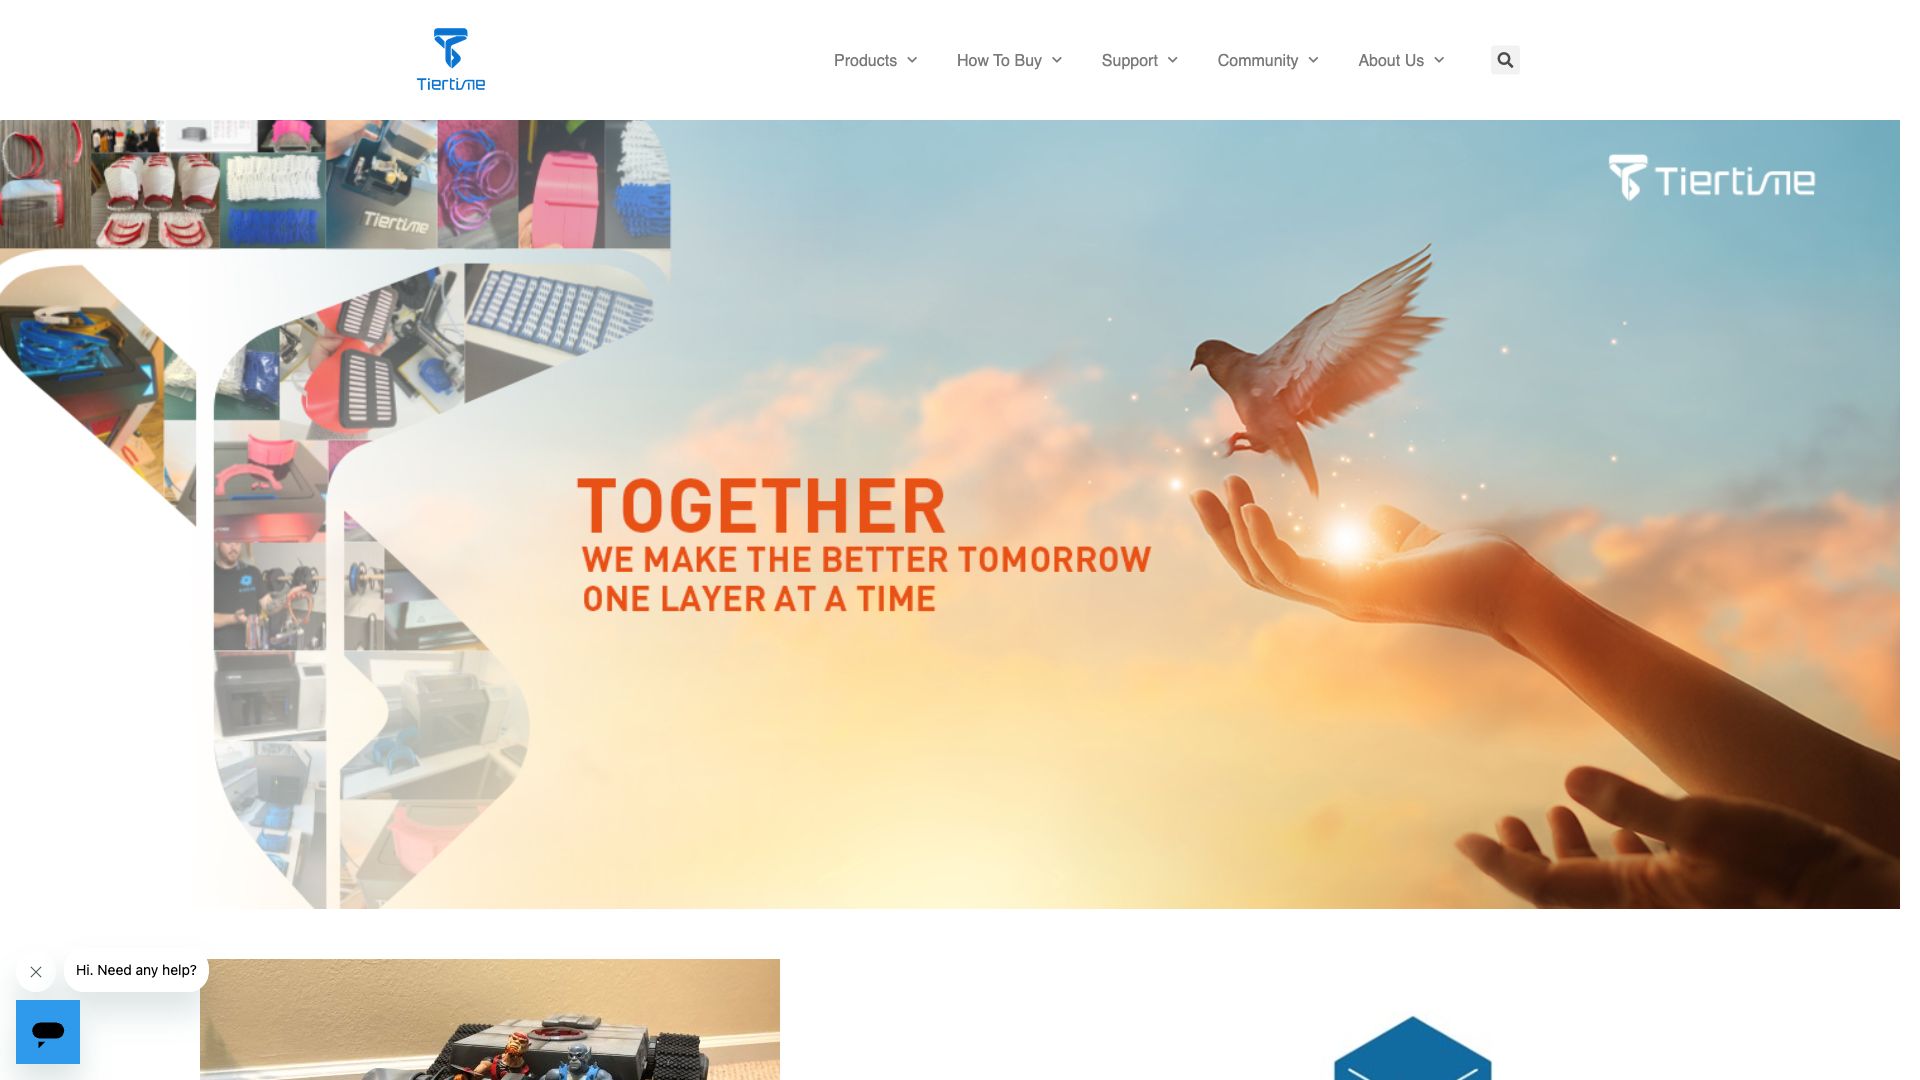 Tiertime
Products
How To Buy
Support
Community
About Us
Tiertime
Tiertime
TOGETHER
WE MAKE THE BETTER TOMORROW
ONE LAYER AT A TIME
Hi. Need any help?